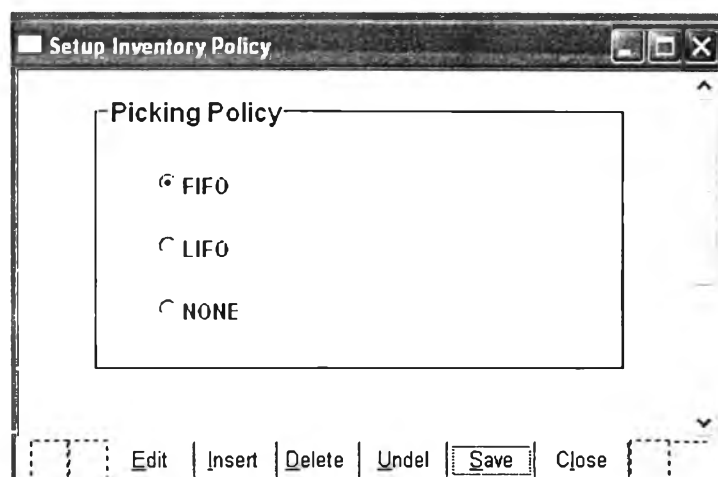 Setup Inventory Policy
Picking Policy
FIFO
LIFO
NONE
Edit Insert Delete Undel Save Close